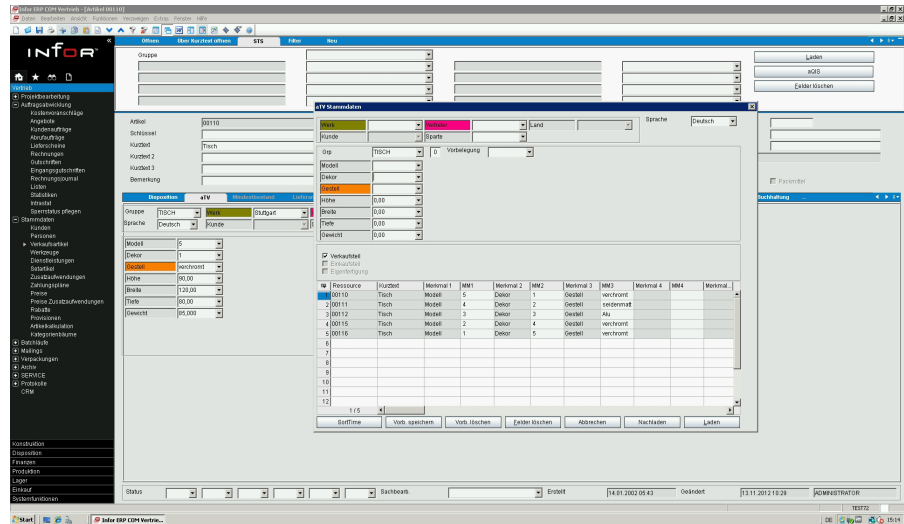 Infor ERP COM Vertrieb - [Artikel 00110]
Datei Bearbeiten Ansicht Funktionen Verzweigen Extras Fenster Hilfe
Öffnen Über Kurztext öffnen STS Filter Neu
INFOR
Gruppe
Laden
aQIS
Felder löschen
Vertrieb
Projektbearbeitung
Auftragsabwicklung
Kostenvoranschläge
Angebote
Kundenaufträge
Abrufaufträge
Lieferscheine
Rechnungen
Gutschriften
Eingangsgutschriften
Rechnungsjournal
Listen
Statistiken
Intrastat
Sperrstatus pflegen
Stammdaten
Kunden
Personen
Verkaufsartikel
Werkzeuge
Dienstleistungen
Setartikel
Zusatzaufwendungen
Zahlungspläne
Preise
Preise Zusatzaufwendungen
Rabatte
Provisionen
Artikelkalkulation
Kategorienbäume
Batchläufe
Mailings
Verpackungen
Archiv
SERVICE
Protokolle
CRM
Konstruktion
Disposition
Finanzen
Produktion
Lager
Einkauf
Systemfunktionen
Artikel 00110
Schlüssel
Kurztext Tisch
Kurztext 2
Kurztext 3
Bemerkung
Packmittel
Disposition aTV Mindestbestand
Buchhaltung
Gruppe TISCH Werk Stuttgart
Sprache Deutsch Kunde
Modell 5
Dekor 1
Gestell verchromt
Höhe 90,00
Breite 120,00
Tiefe 80,00
Gewicht 85,000
aTV Stammdaten
Werk Vertreter Land Sprache Deutsch
Kunde Sparte
Grp TISCH 0 Vorbelegung
Modell
Dekor
Gestell
Höhe 0,00
Breite 0,00
Tiefe 0,00
Gewicht 0,00
Verkaufsteil
Einkaufsteil
Eigenfertigung
Ressource Kurztext Merkmal 1 MM1 Merkmal 2 MM2 Merkmal 3 MM3 Merkmal 4 MM4 Merkmal...
1 00110 Tisch Modell 5 Dekor 1 Gestell verchromt
2 00111 Tisch Modell 4 Dekor 2 Gestell seidenmatt
3 00112 Tisch Modell 3 Dekor 3 Gestell Alu
4 00115 Tisch Modell 2 Dekor 4 Gestell verchromt
5 00116 Tisch Modell 1 Dekor 5 Gestell verchromt
6
7
8
9
10
11
12
1 / 5
SortTime Vorb. speichern Vorb. löschen Felder löschen Abbrechen Nachladen Laden
Status Sachbearb. Erstellt 14.01.2002 05:43 Geändert 13.11.2012 10:29 ADMINISTRATOR
TEST72
Start Infor ERP COM Vertrie... DE 15:14